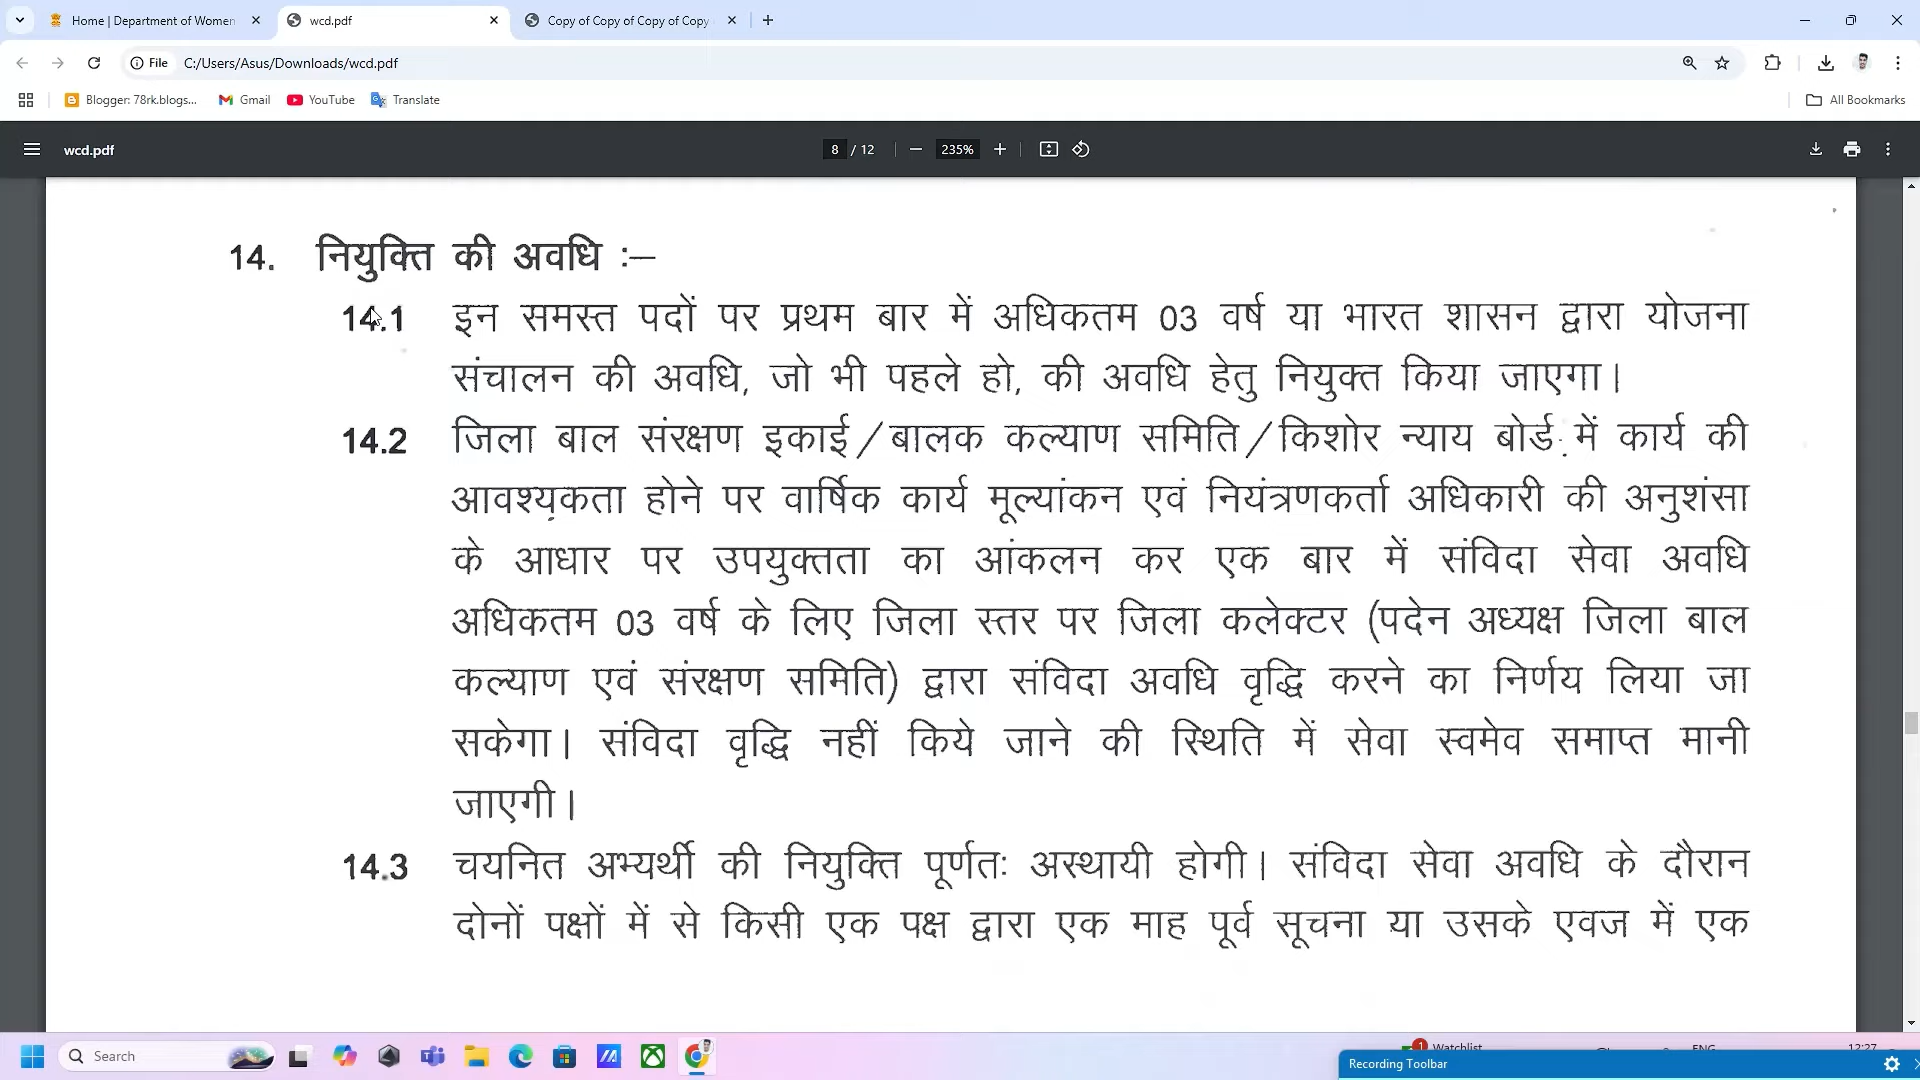 Home | Department of Women
wcd.pdf
Copy of Copy of Copy of Copy
File
C:/Users/Asus/Downloads/wcd.pdf
Blogger: 78rk.blogs...
Gmail
YouTube
Translate
All Bookmarks
wcd.pdf
8 / 12
235%
14. नियुक्ति की अवधि :—
14.1 इन समस्त पदों पर प्रथम बार में अधिकतम 03 वर्ष या भारत शासन द्वारा योजना
संचालन की अवधि, जो भी पहले हो, की अवधि हेतु नियुक्त किया जाएगा।
14.2 जिला बाल संरक्षण इकाई/बालक कल्याण समिति/किशोर न्याय बोर्ड में कार्य की
आवश्यकता होने पर वार्षिक कार्य मूल्यांकन एवं नियंत्रणकर्ता अधिकारी की अनुशंसा
के आधार पर उपयुक्तता का आंकलन कर एक बार में संविदा सेवा अवधि
अधिकतम 03 वर्ष के लिए जिला स्तर पर जिला कलेक्टर (पदेन अध्यक्ष जिला बाल
कल्याण एवं संरक्षण समिति) द्वारा संविदा अवधि वृद्धि करने का निर्णय लिया जा
सकेगा। संविदा वृद्धि नहीं किये जाने की स्थिति में सेवा स्वमेव समाप्त मानी
जाएगी।
14.3 चयनित अभ्यर्थी की नियुक्ति पूर्णतः अस्थायी होगी। संविदा सेवा अवधि के दौरान
दोनों पक्षों में से किसी एक पक्ष द्वारा एक माह पूर्व सूचना या उसके एवज में एक
Search
1
Watchlist
ENG
12:27
Recording Toolbar